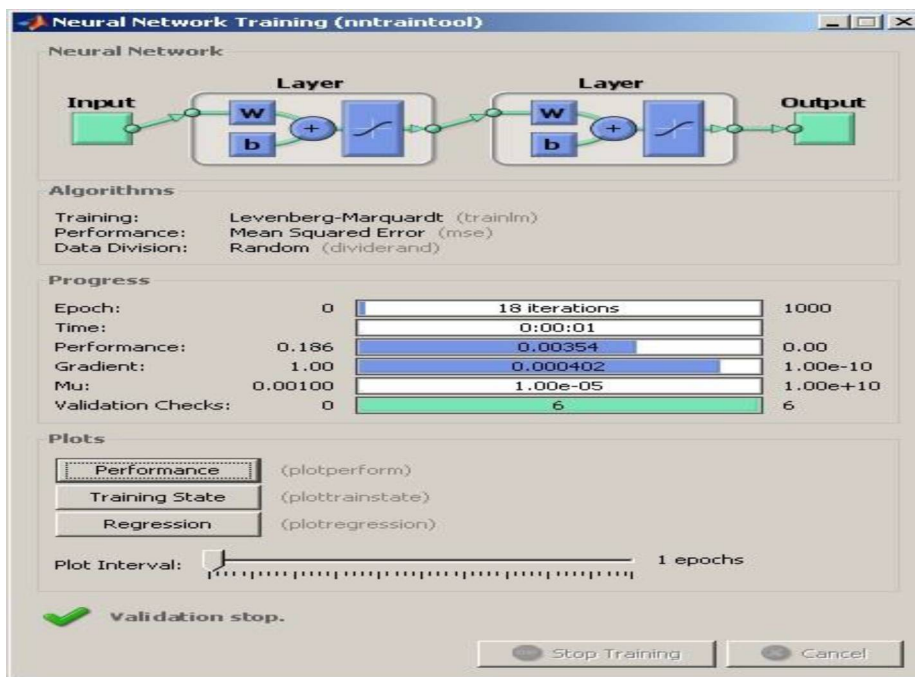 Neural Network Training (nntraintool)
Neural Network
Layer Layer
Input Output
W W
b b
+ +
Algorithms
Training: Levenberg-Marquardt (trainlm)
Performance: Mean Squared Error (mse)
Data Division: Random (dividerand)
Progress
Epoch: 0 18 iterations 1000
Time: 0:00:01
Performance: 0.186 0.00354 0.00
Gradient: 1.00 0.000402 1.00e-10
Mu: 0.00100 1.00e-05 1.00e+10
Validation Checks: 0 6 6
Plots
Performance (plotperform)
Training State (plottrainstate)
Regression (plotregression)
Plot Interval: 1 epochs
Validation stop.
Stop Training Cancel